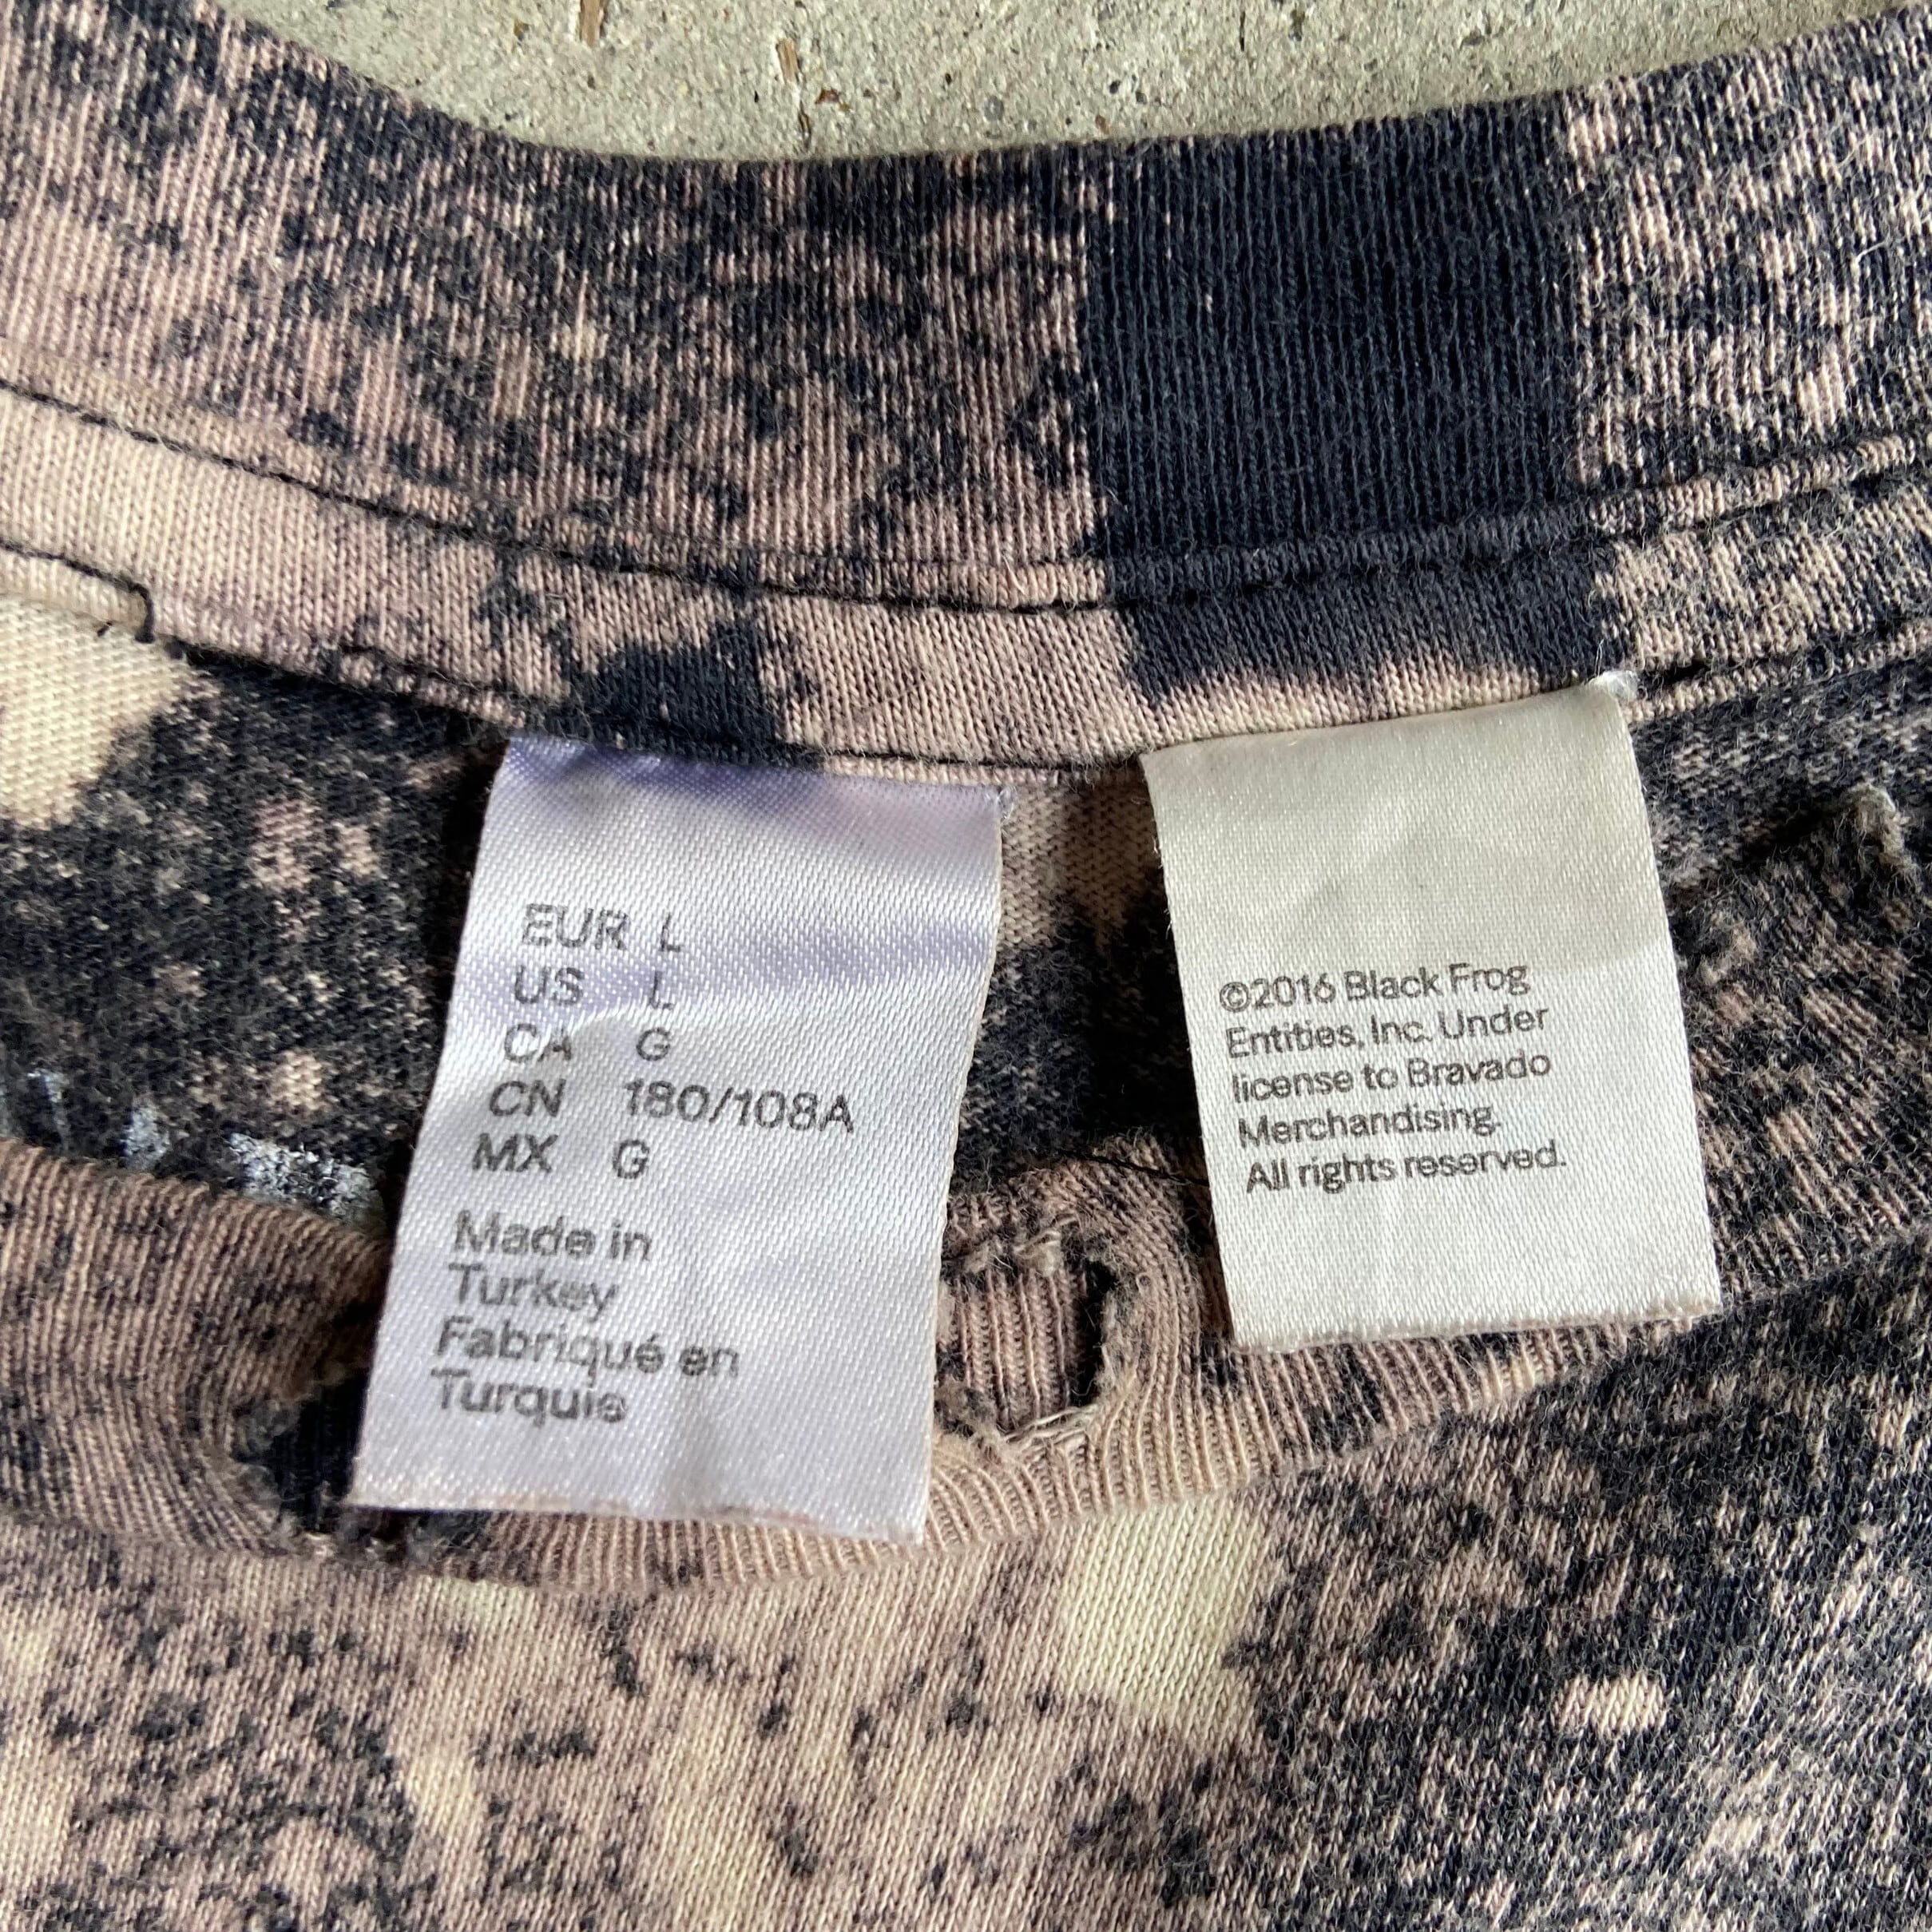 EUR L
US L
CA G
CN 180/108A
MX G
Made in
Turkey
Fabriqué en
Turquie
©2016 Black Frog
Entities, Inc. Under
license to Bravado
Merchandising.
All rights reserved.